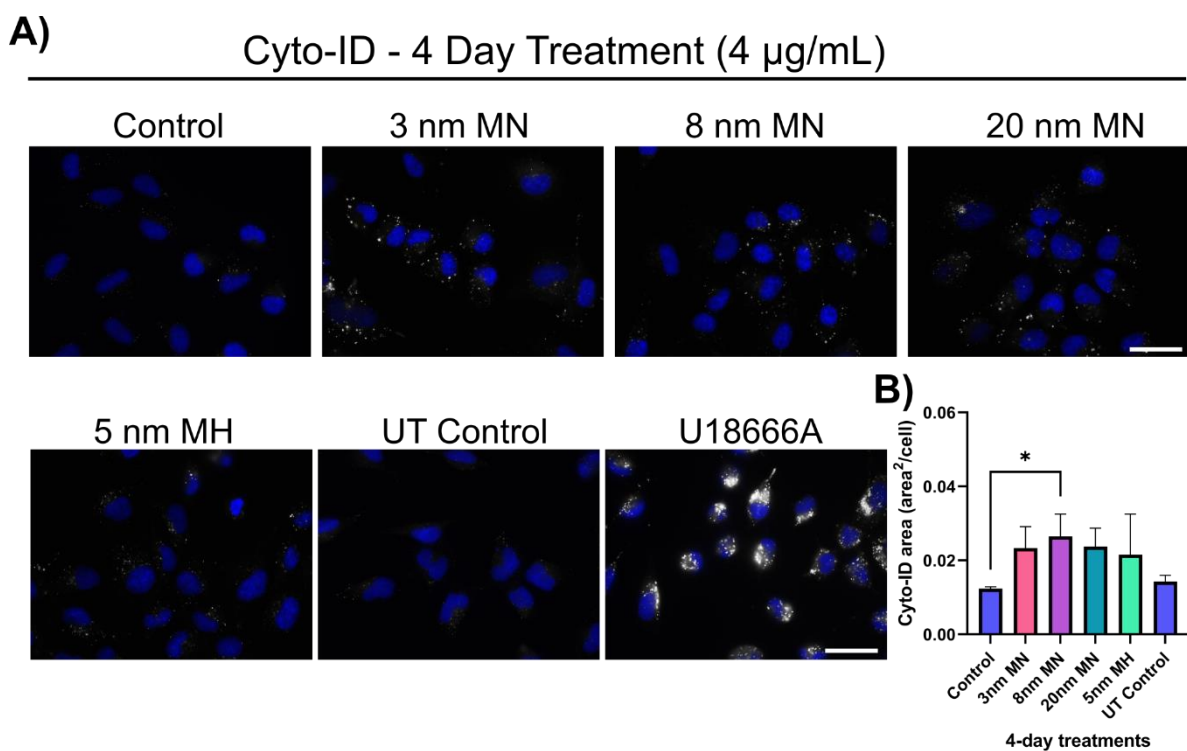 A)
Cyto-ID - 4 Day Treatment (4 µg/mL)
Control
3 nm MN
8 nm MN
20 nm MN
5 nm MH
UT Control
U18666A
B)
Cyto-ID area (area²/cell)
0.06
0.04
0.02
0.00
*
Control
3nm MN
8nm MN
20nm MN
5nm MH
UT Control
4-day treatments